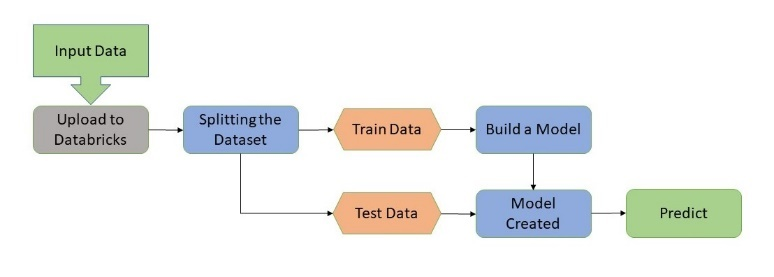 Input Data
Upload to
Databricks
Splitting the
Dataset
Train Data
Build a Model
Test Data
Model
Created
Predict